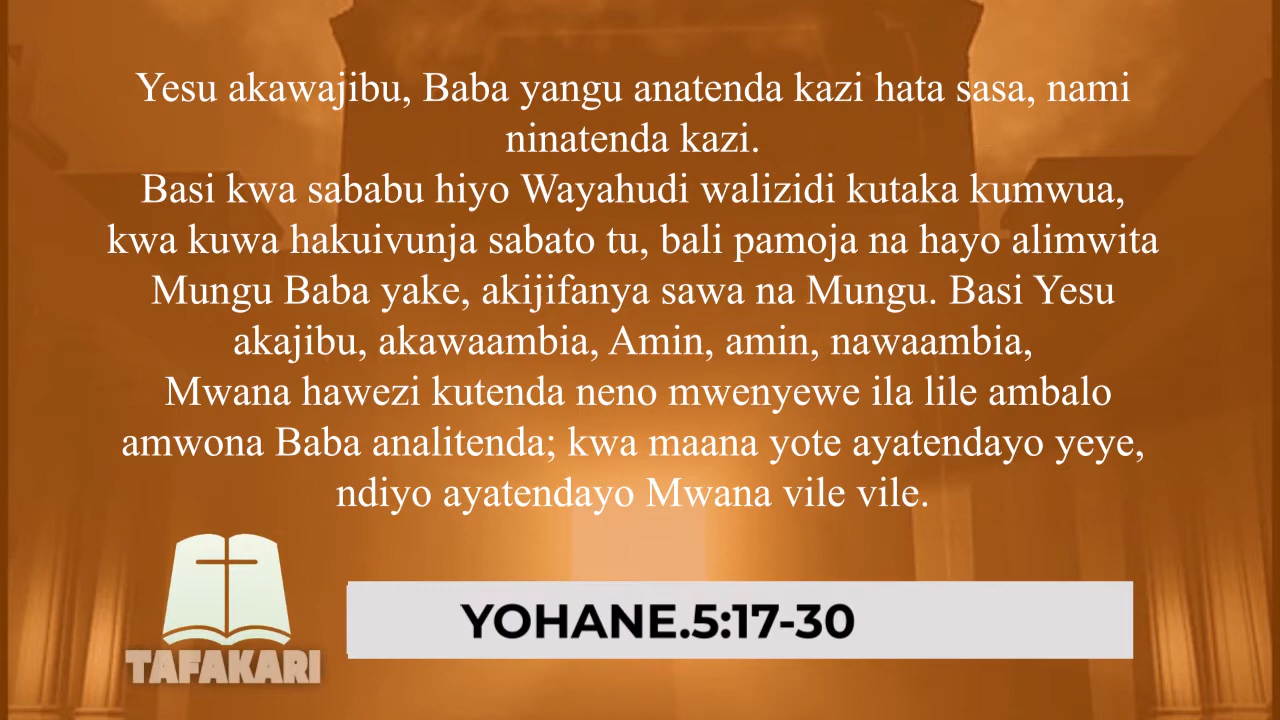 Yesu akawajibu, Baba yangu anatenda kazi hata sasa, nami
ninatenda kazi.
Basi kwa sababu hiyo Wayahudi walizidi kutaka kumwua,
kwa kuwa hakuivunja sabato tu, bali pamoja na hayo alimwita
Mungu Baba yake, akijifanya sawa na Mungu. Basi Yesu
akajibu, akawaambia, Amin, amin, nawaambia,
Mwana hawezi kutenda neno mwenyewe ila lile ambalo
amwona Baba analitenda; kwa maana yote ayatendayo yeye,
ndiyo ayatendayo Mwana vile vile.
TAFAKARI
YOHANE.5:17-30